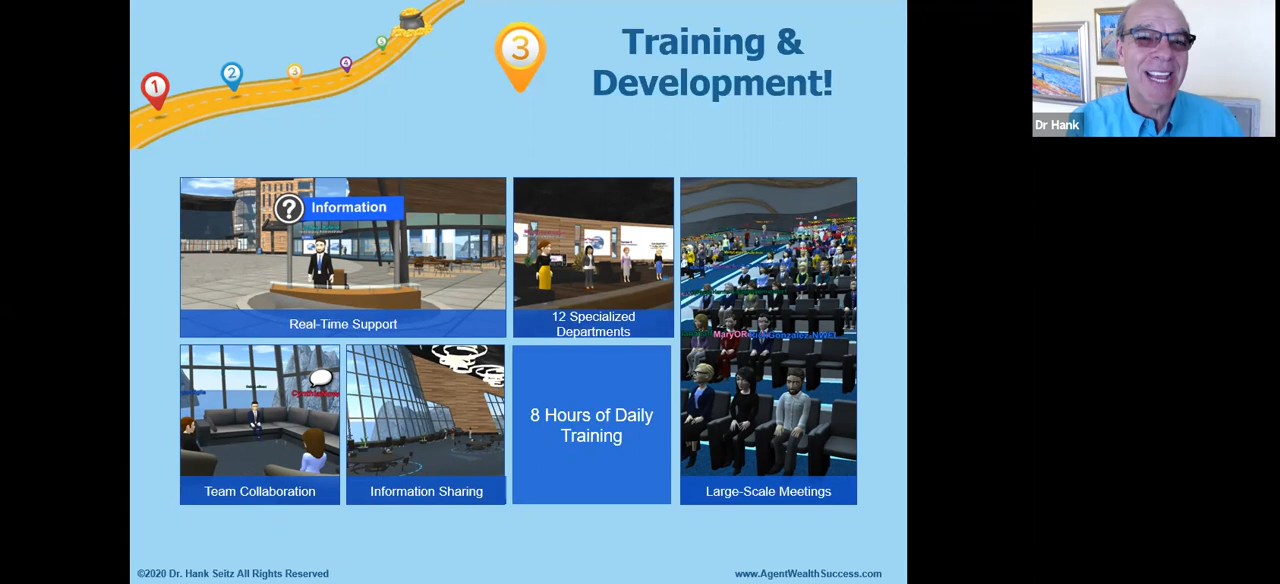 1
2
3
4
5
3
Training &
Development!
Dr Hank
?
Information
Real-Time Support
12 Specialized
Departments
MaryOR
Team Collaboration
Information Sharing
8 Hours of Daily
Training
Large-Scale Meetings
©2020 Dr. Hank Seitz All Rights Reserved
www.AgentWealthSuccess.com